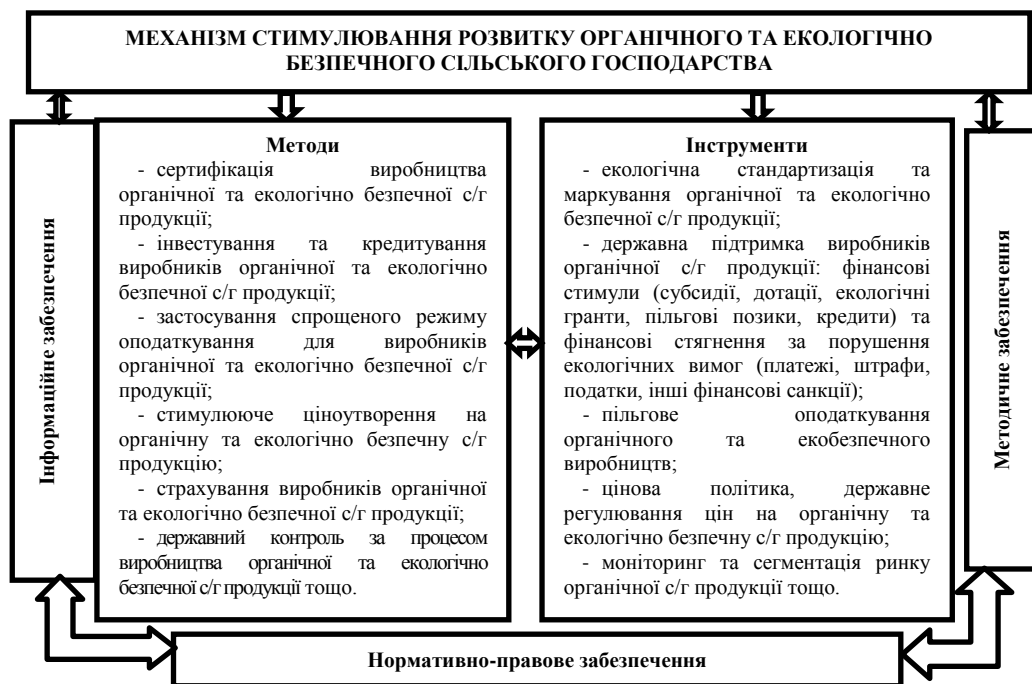 МЕХАНІЗМ СТИМУЛЮВАННЯ РОЗВИТКУ ОРГАНІЧНОГО ТА ЕКОЛОГІЧНО
БЕЗПЕЧНОГО СІЛЬСЬКОГО ГОСПОДАРСТВА
Інформаційне забезпечення
Методи
- сертифікація виробництва
органічної та екологічно безпечної с/г
продукції;
- інвестування та кредитування
виробників органічної та екологічно
безпечної с/г продукції;
- застосування спрощеного режиму
оподаткування для виробників
органічної та екологічно безпечної с/г
продукції;
- стимулююче ціноутворення на
органічну та екологічно безпечну с/г
продукцію;
- страхування виробників органічної
та екологічно безпечної с/г продукції;
- державний контроль за процесом
виробництва органічної та екологічно
безпечної с/г продукції тощо.
Інструменти
- екологічна стандартизація та
маркування органічної та екологічно
безпечної с/г продукції;
- державна підтримка виробників
органічної с/г продукції: фінансові
стимули (субсидії, дотації, екологічні
гранти, пільгові позики, кредити) та
фінансові стягнення за порушення
екологічних вимог (платежі, штрафи,
податки, інші фінансові санкції);
- пільгове оподаткування
органічного та екобезпечного
виробництв;
- цінова політика, державне
регулювання цін на органічну та
екологічно безпечну с/г продукцію;
- моніторинг та сегментація ринку
органічної с/г продукції тощо.
Методичне забезпечення
Нормативно-правове забезпечення